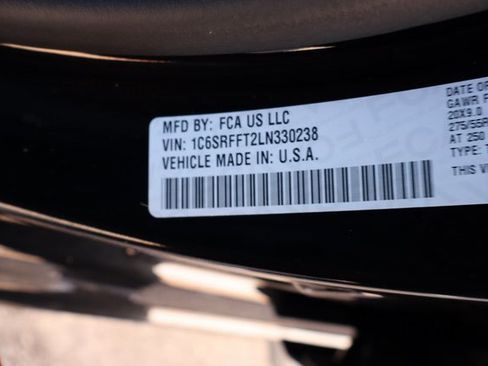 MFD. BY: FCA US LLC
VIN: 1C6SRFFT2LN330238
VEHICLE MADE IN: U.S.A.
DATE OF
GAWR F
20X9.0
275/55R
AT 250
TYPE:
THIS V